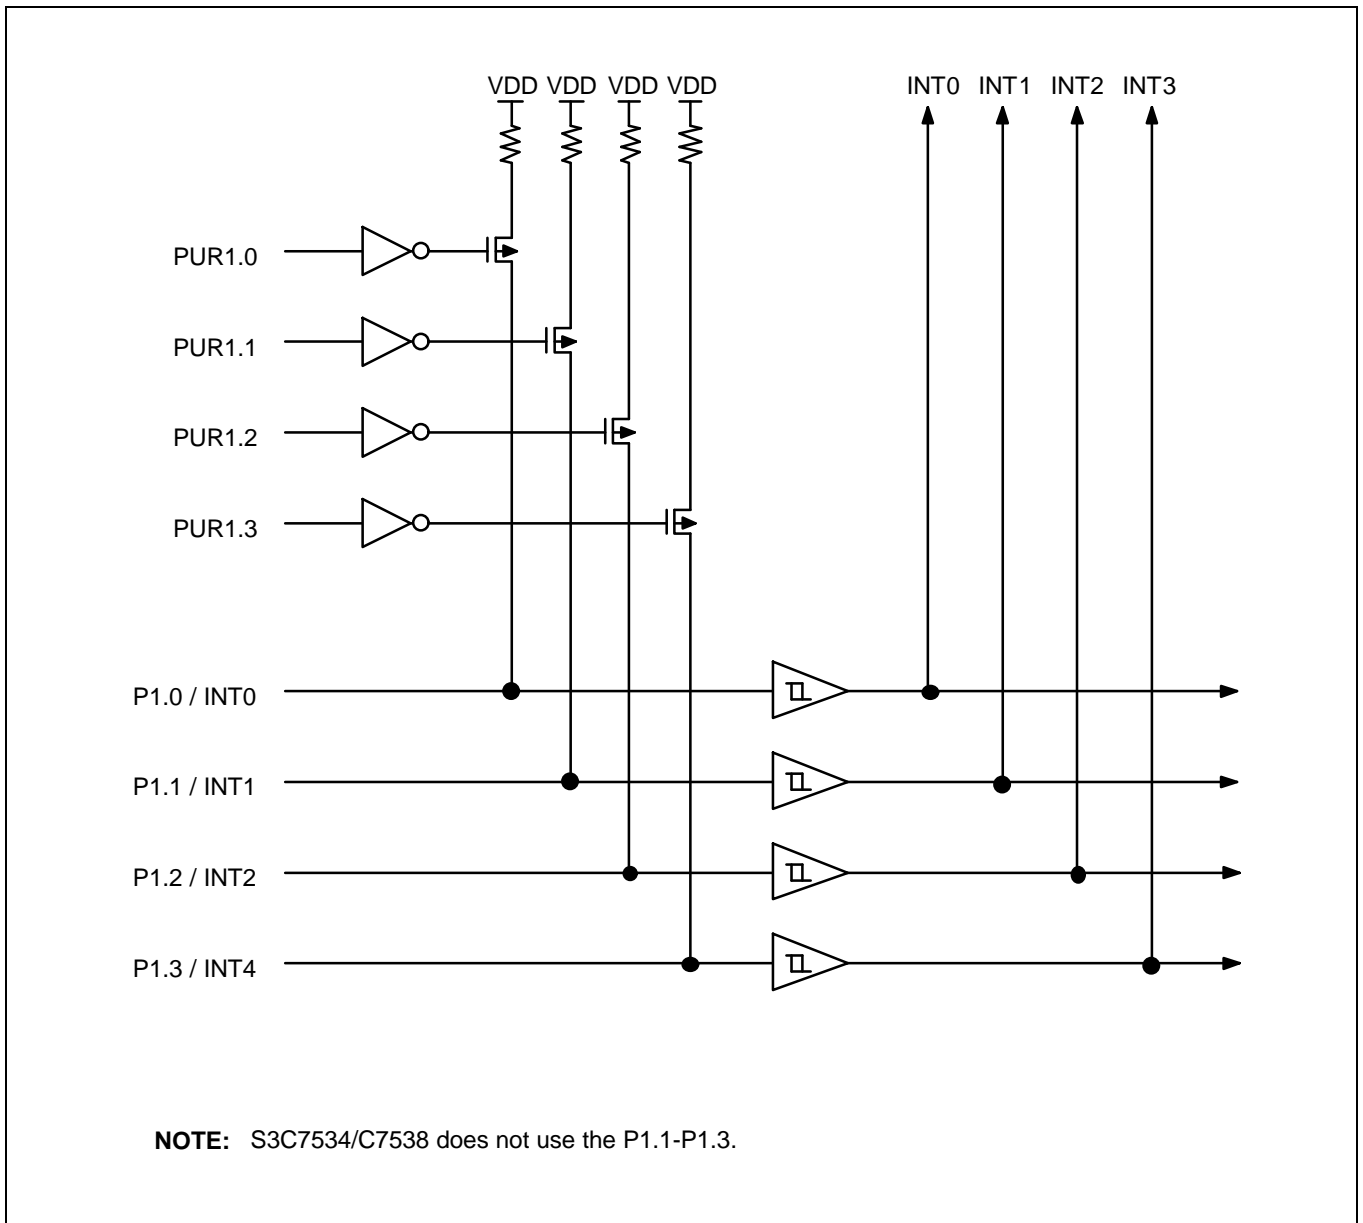 VDD VDD VDD VDD
INT0 INT1 INT2 INT3
PUR1.0
PUR1.1
PUR1.2
PUR1.3
P1.0 / INT0
P1.1 / INT1
P1.2 / INT2
P1.3 / INT4
NOTE: S3C7534/C7538 does not use the P1.1-P1.3.